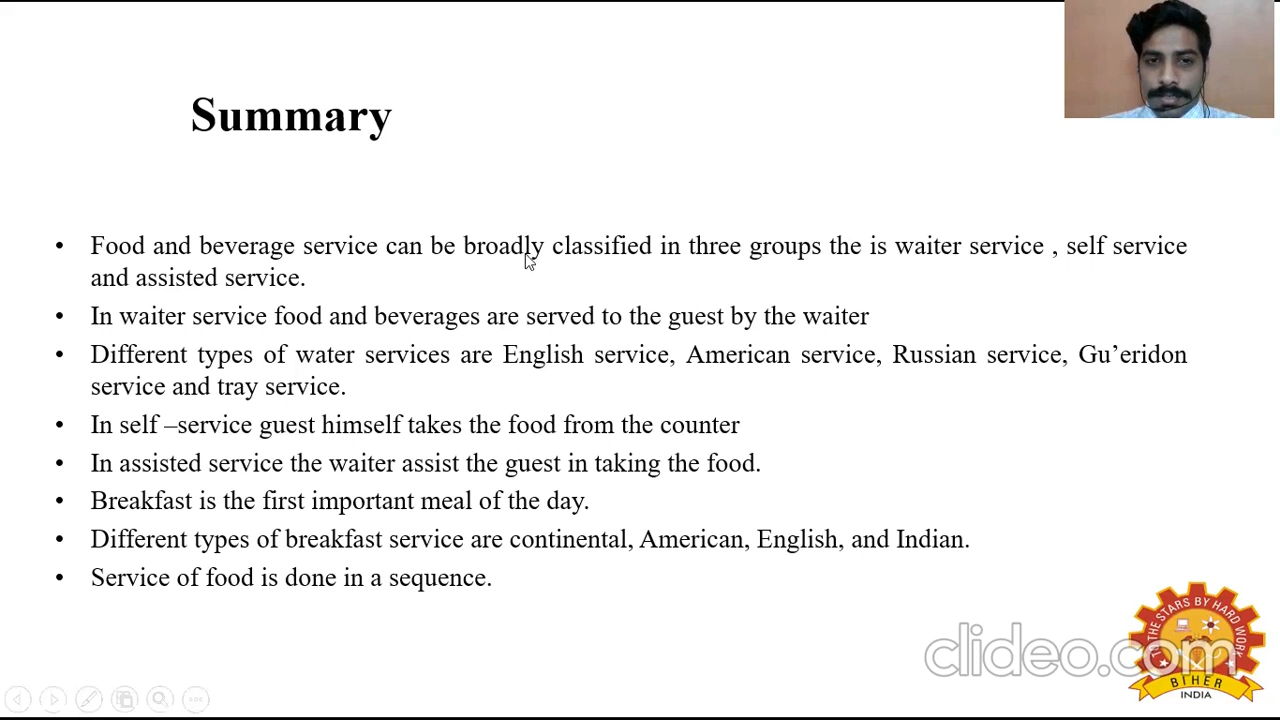 Summary
• Food and beverage service can be broadly classified in three groups the is waiter service , self service
and assisted service.
• In waiter service food and beverages are served to the guest by the waiter
• Different types of water services are English service, American service, Russian service, Gu’eridon
service and tray service.
• In self –service guest himself takes the food from the counter
• In assisted service the waiter assist the guest in taking the food.
• Breakfast is the first important meal of the day.
• Different types of breakfast service are continental, American, English, and Indian.
• Service of food is done in a sequence.
clideo.com
THE STARS BY HARD WORK
BIHER
INDIA